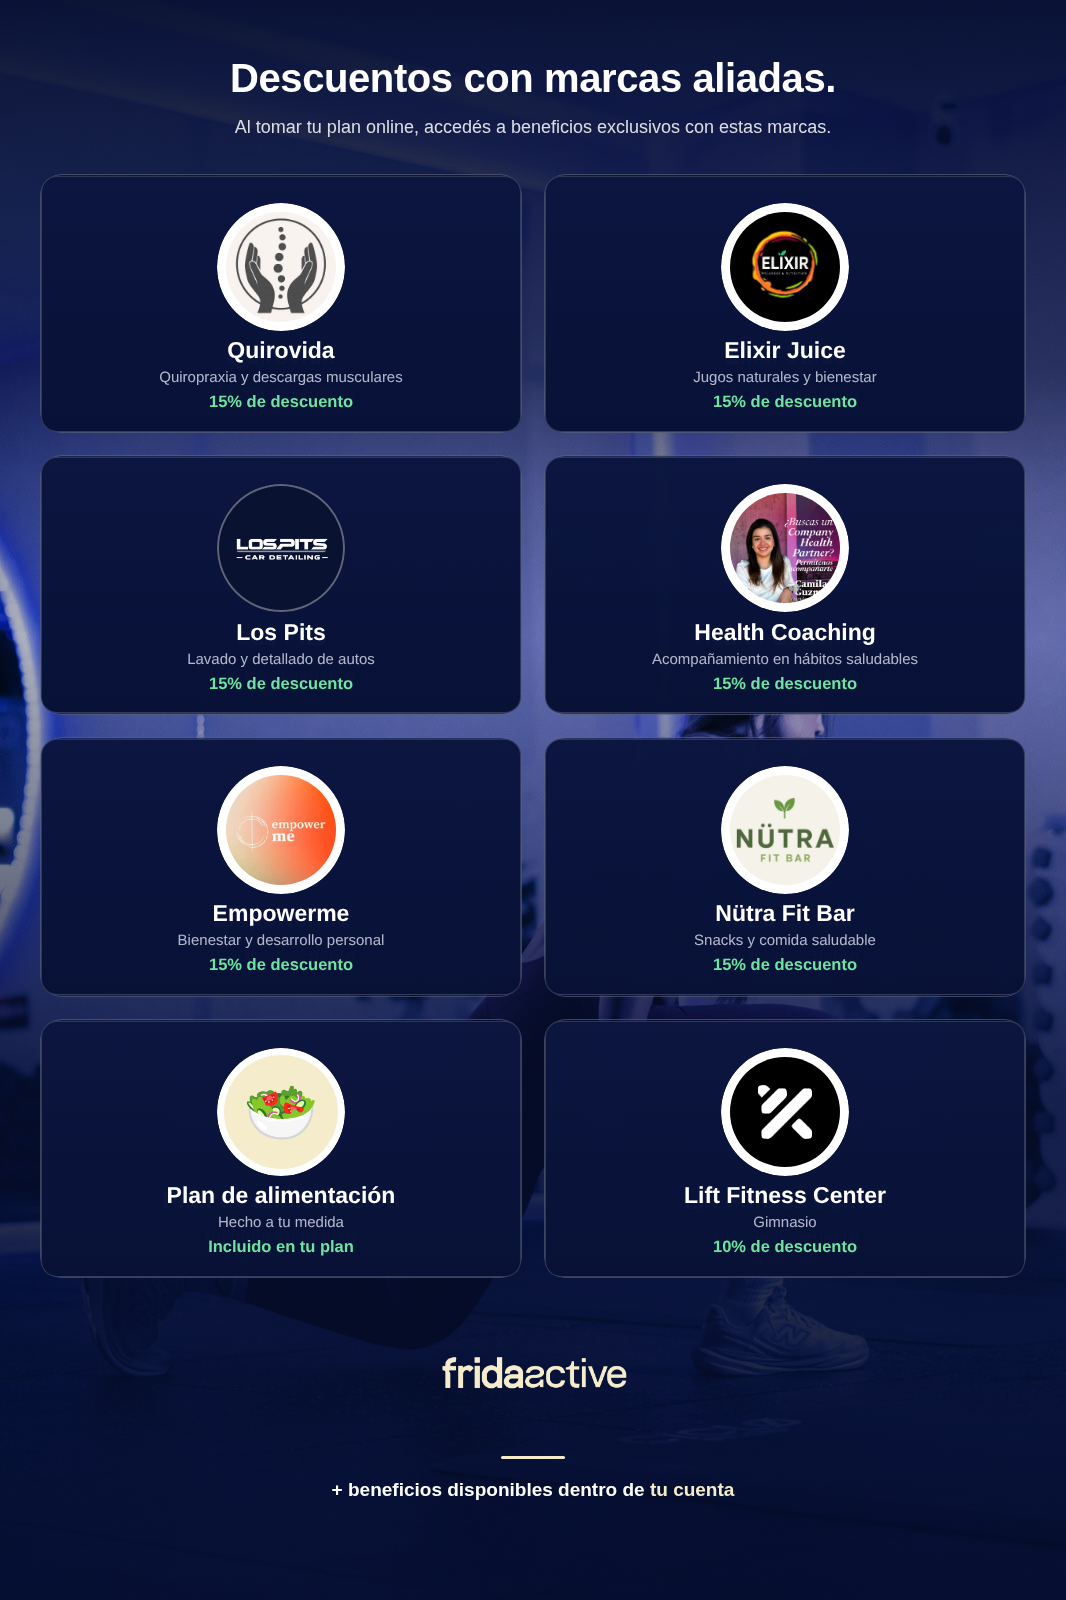 Descuentos con marcas aliadas.
Al tomar tu plan online, accedés a beneficios exclusivos con estas marcas.
Quirovida
Quiropraxia y descargas musculares
15% de descuento
ELIXIR
Elixir Juice
Jugos naturales y bienestar
15% de descuento
LOSPITS
CAR DETAILING
Los Pits
Lavado y detallado de autos
15% de descuento
¿Buscas un
Company
Health
Partner?
Permítenos
acompañarte
Camila
Health Coaching
Acompañamiento en hábitos saludables
15% de descuento
empower
me
Empowerme
Bienestar y desarrollo personal
15% de descuento
NÜTRA
FIT BAR
Nütra Fit Bar
Snacks y comida saludable
15% de descuento
Plan de alimentación
Hecho a tu medida
Incluido en tu plan
Lift Fitness Center
Gimnasio
10% de descuento
fridaactive
+ beneficios disponibles dentro de tu cuenta